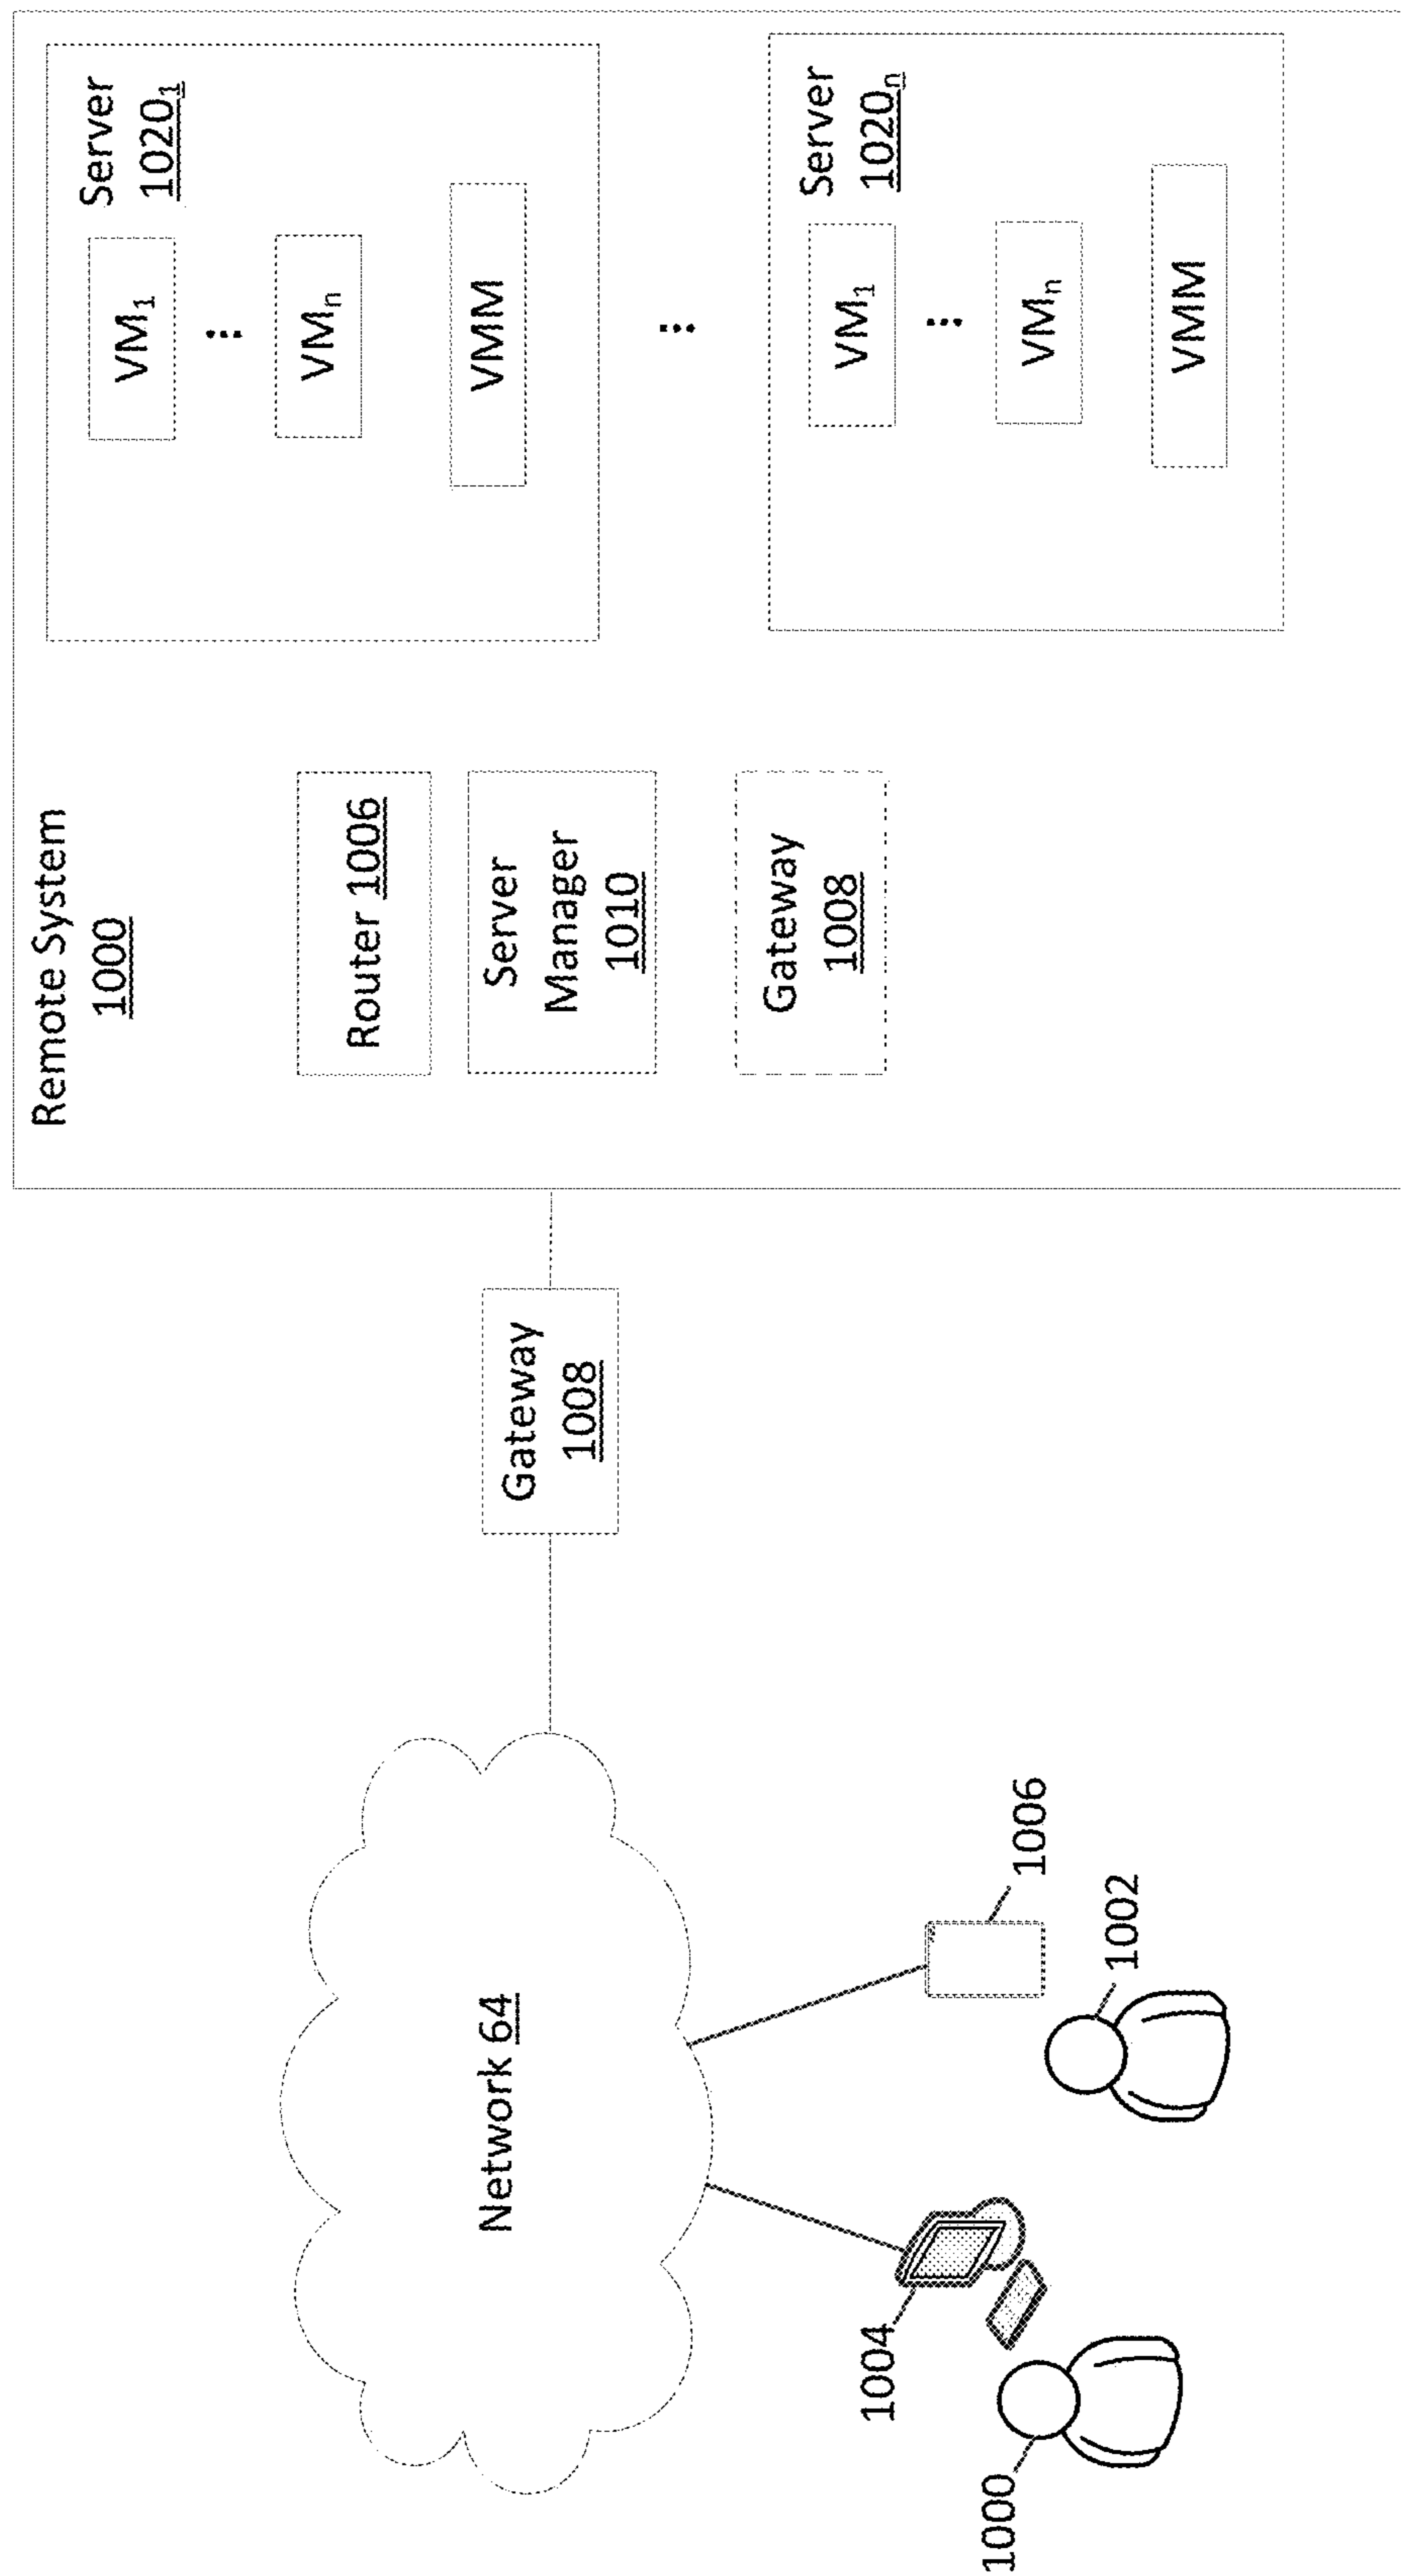 Remote System
1000
Router 1006
Server
Manager
1010
Gateway
1008
Server
1020₁
VM₁
...
VMₙ
VMM
...
Server
1020ₙ
VM₁
...
VMₙ
VMM
Gateway
1008
Network 64
1004
1000
1006
1002